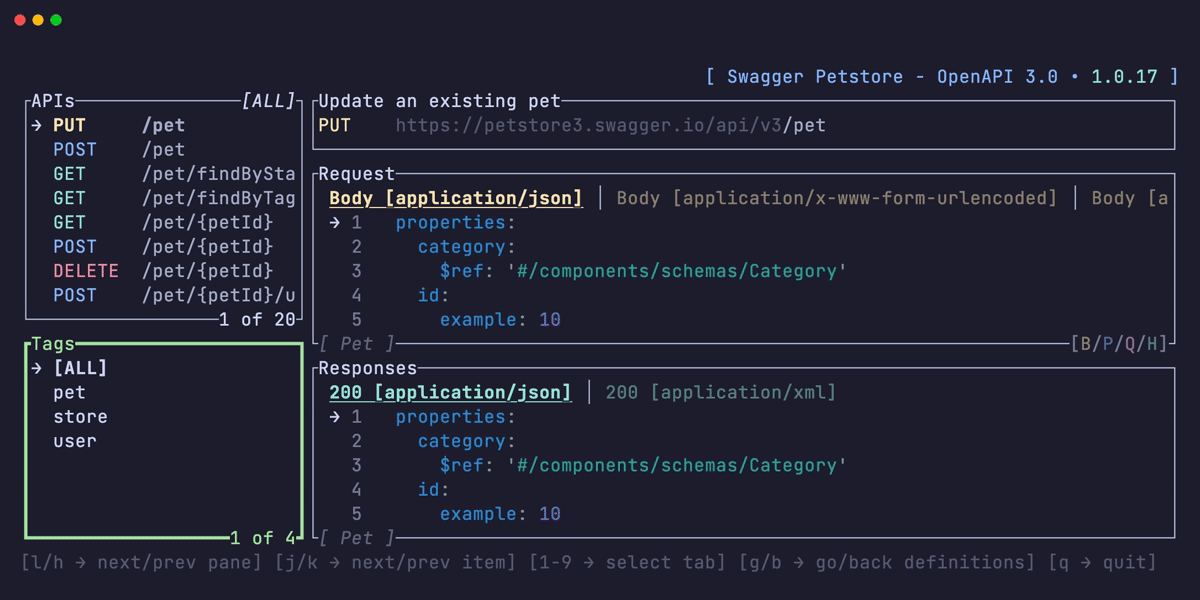 [ Swagger Petstore - OpenAPI 3.0 • 1.0.17 ]
APIs [ALL]
→ PUT /pet
POST /pet
GET /pet/findBySta
GET /pet/findByTag
GET /pet/{petId}
POST /pet/{petId}
DELETE /pet/{petId}
POST /pet/{petId}/u
1 of 20
Tags
→ [ALL]
pet
store
user
1 of 4
Update an existing pet
PUT https://petstore3.swagger.io/api/v3/pet
Request
Body [application/json] │ Body [application/x-www-form-urlencoded] │ Body [a
→ 1 properties:
2 category:
3 $ref: '#/components/schemas/Category'
4 id:
5 example: 10
[ Pet ] [B/P/Q/H]
Responses
200 [application/json] │ 200 [application/xml]
→ 1 properties:
2 category:
3 $ref: '#/components/schemas/Category'
4 id:
5 example: 10
[ Pet ]
[l/h → next/prev pane] [j/k → next/prev item] [1-9 → select tab] [g/b → go/back definitions] [q → quit]